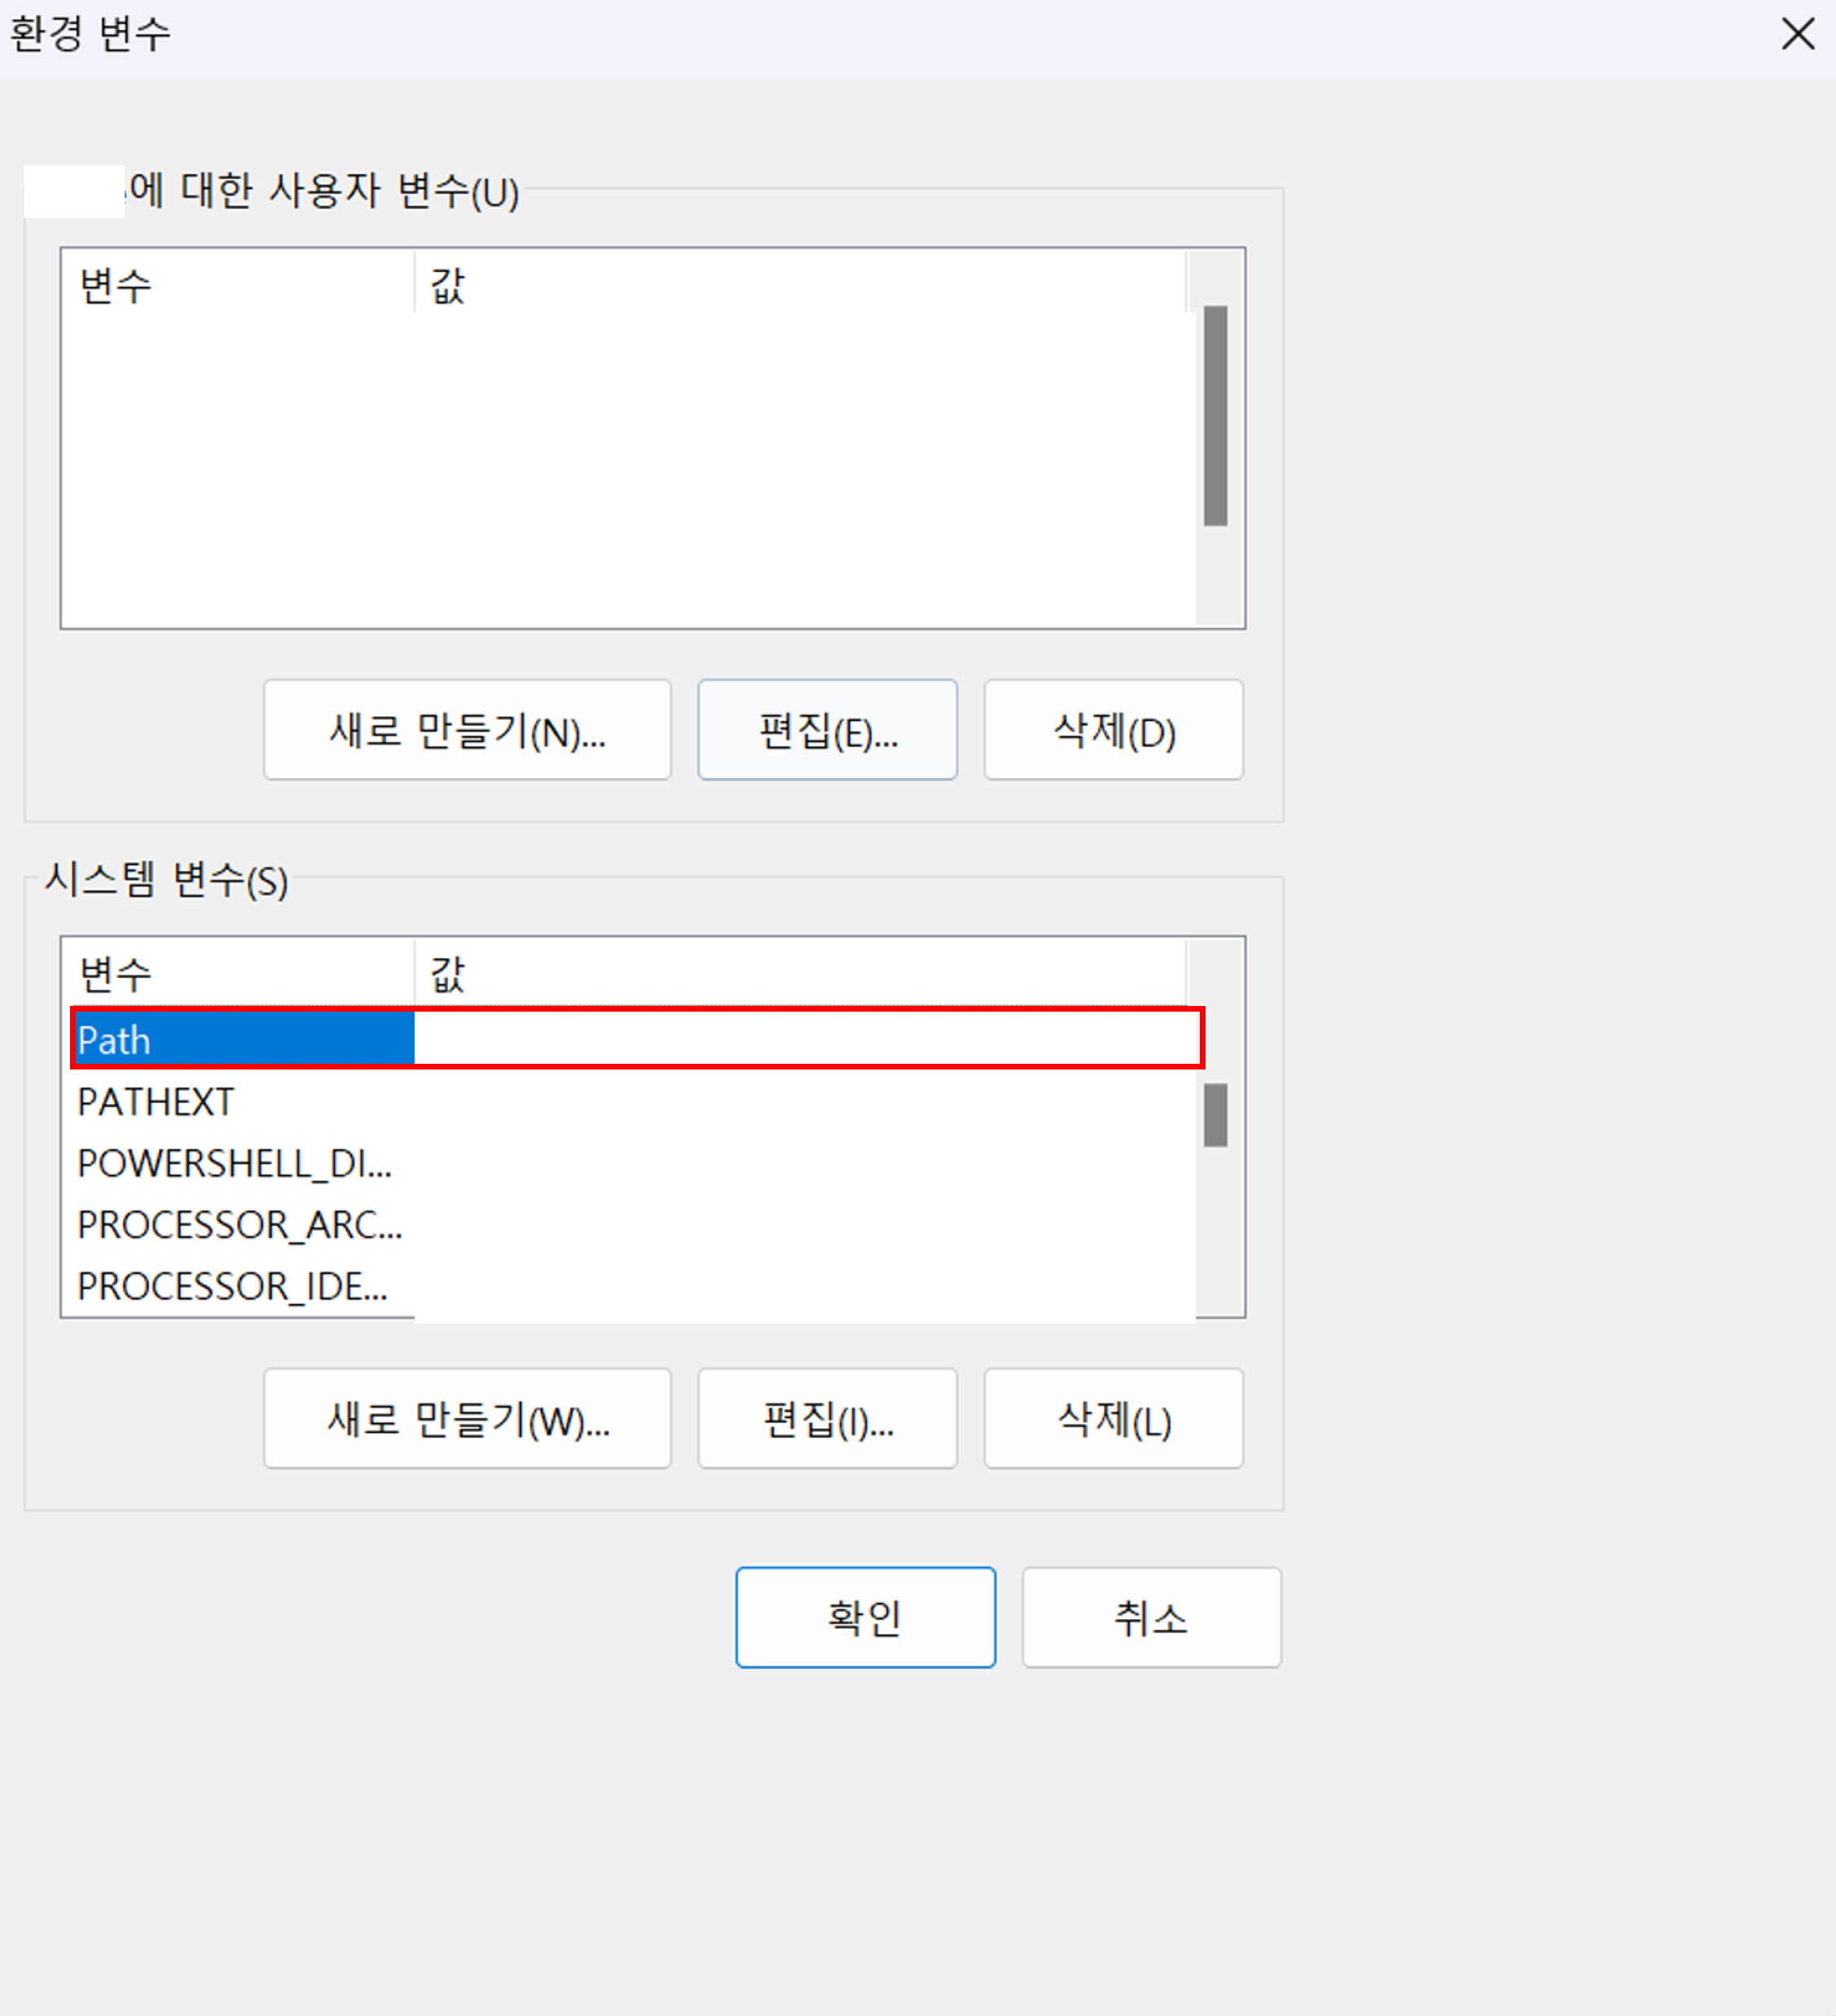 환경 변수
에 대한 사용자 변수(U)
변수 값
새로 만들기(N)... 편집(E)... 삭제(D)
시스템 변수(S)
변수 값
Path
PATHEXT
POWERSHELL_DI...
PROCESSOR_ARC...
PROCESSOR_IDE...
새로 만들기(W)... 편집(I)... 삭제(L)
확인 취소